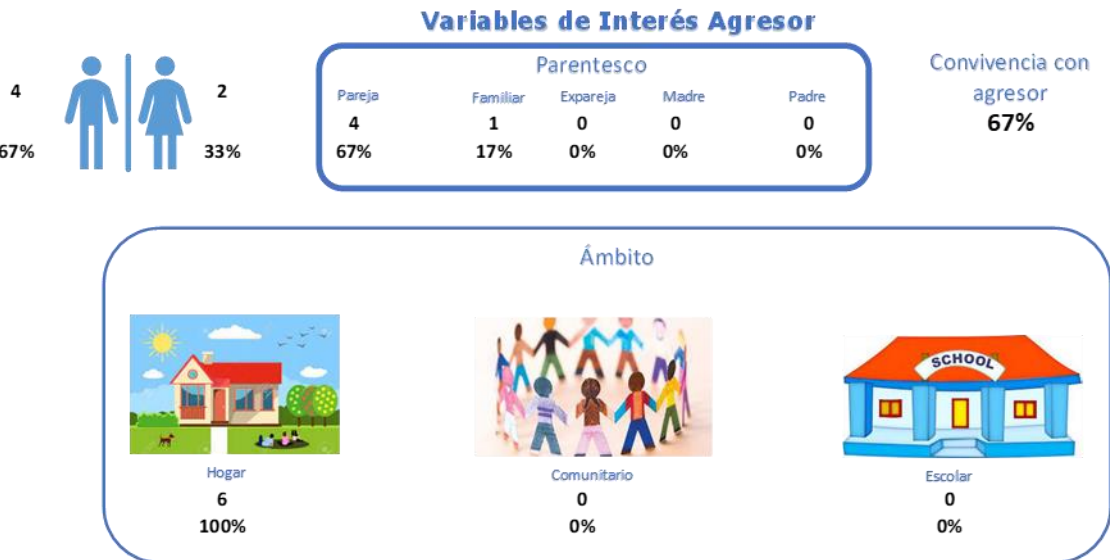 Variables de Interés Agresor
4
67%
2
33%
Parentesco
Pareja Familiar Expareja Madre Padre
4 1 0 0 0
67% 17% 0% 0% 0%
Convivencia con
agresor
67%
Ámbito
SCHOOL
Hogar Comunitario Escolar
6 0 0
100% 0% 0%